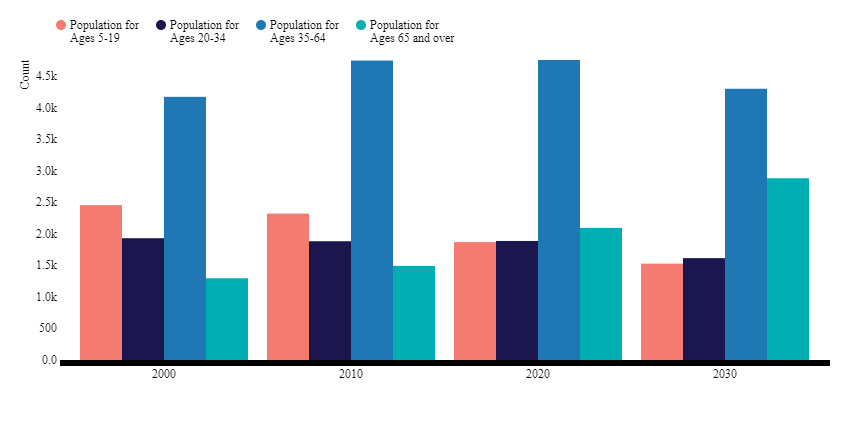 Population for
Ages 5-19
Population for
Ages 20-34
Population for
Ages 35-64
Population for
Ages 65 and over
Count
4.5k
4.0k
3.5k
3.0k
2.5k
2.0k
1.5k
1.0k
500
0.0
2000
2010
2020
2030